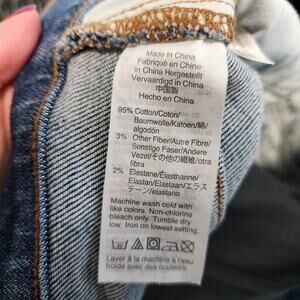 Made in China
Fabriqué en Chine
In China Hergestellt
Vervaardigd in China
中国製
Hecho en China
95% Cotton/Coton/
Baumwolle/Katoen/綿/
algodón
3% Other Fiber/Autre Fibre/
Sonstige Faser/Andere
Vezel/その他の繊維/otra
fibra
2% Elastane/Élasthanne/
Elastan/Elastaan/エラス
テーン/elastano
Machine wash cold with
like colors. Non-chlorine
bleach only. Tumble dry
low. Iron on lowest setting.
Laver à la machine à l'eau
froide avec des couleurs